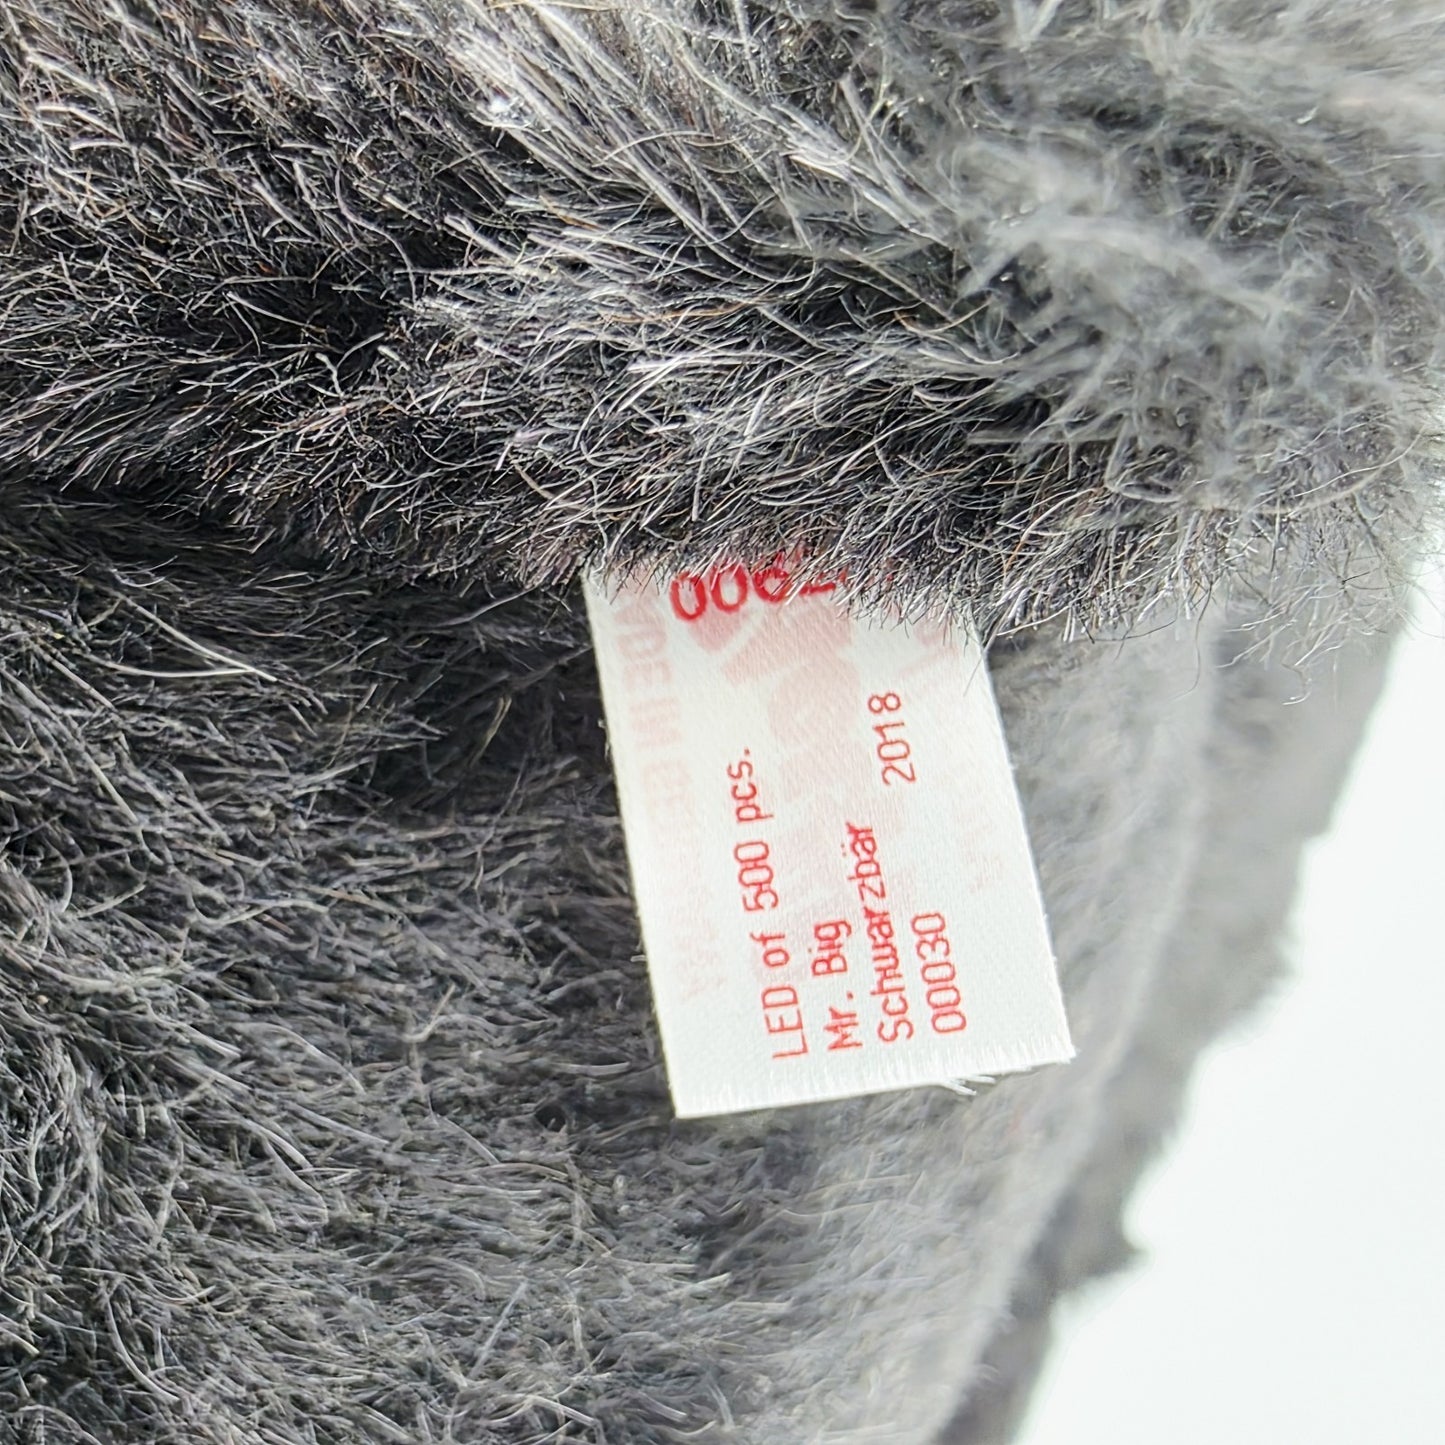 LED of 500 pcs.
Mr. Big
Schwarzbär 2018
00030